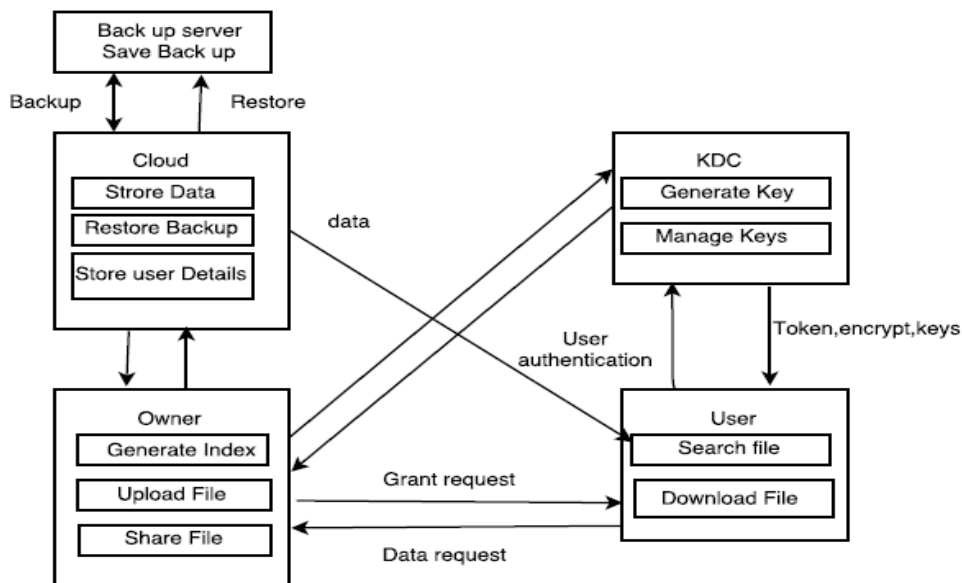 Back up server
Save Back up
Backup
Restore
Cloud
Strore Data
Restore Backup
Store user Details
KDC
Generate Key
Manage Keys
data
User
authentication
Token,encrypt,keys
Owner
Generate Index
Upload File
Share File
Grant request
Data request
User
Search file
Download File